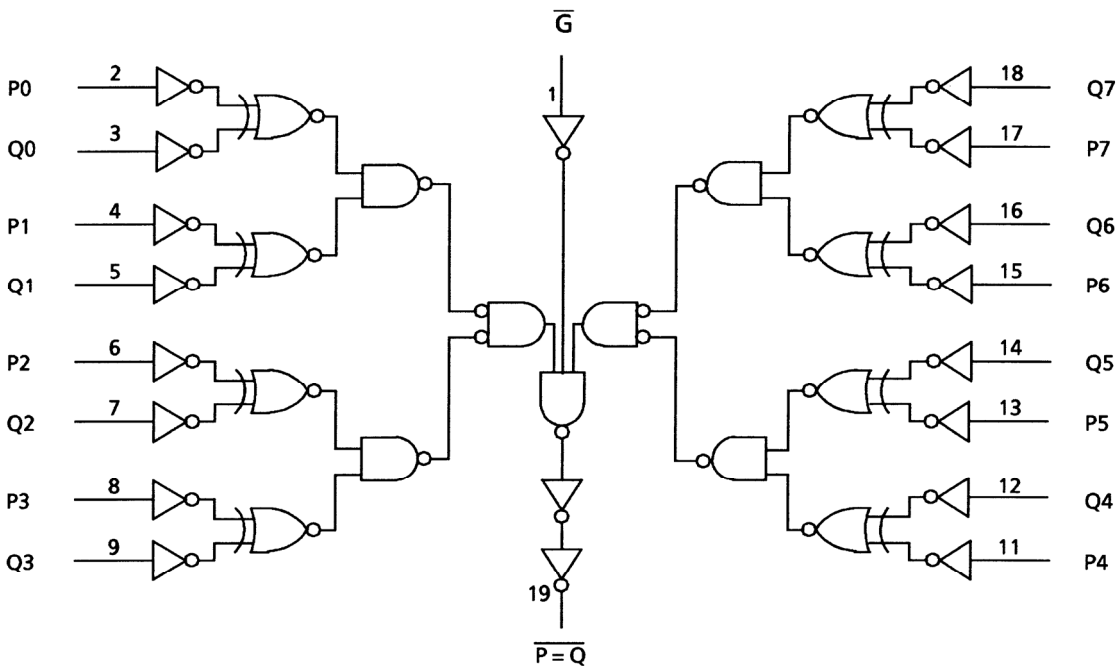 G̅
1
P0 2 18 Q7
Q0 3 17 P7
P1 4 16 Q6
Q1 5 15 P6
P2 6 14 Q5
Q2 7 13 P5
P3 8 12 Q4
Q3 9 11 P4
19
P̅ ̅=̅ ̅Q̅